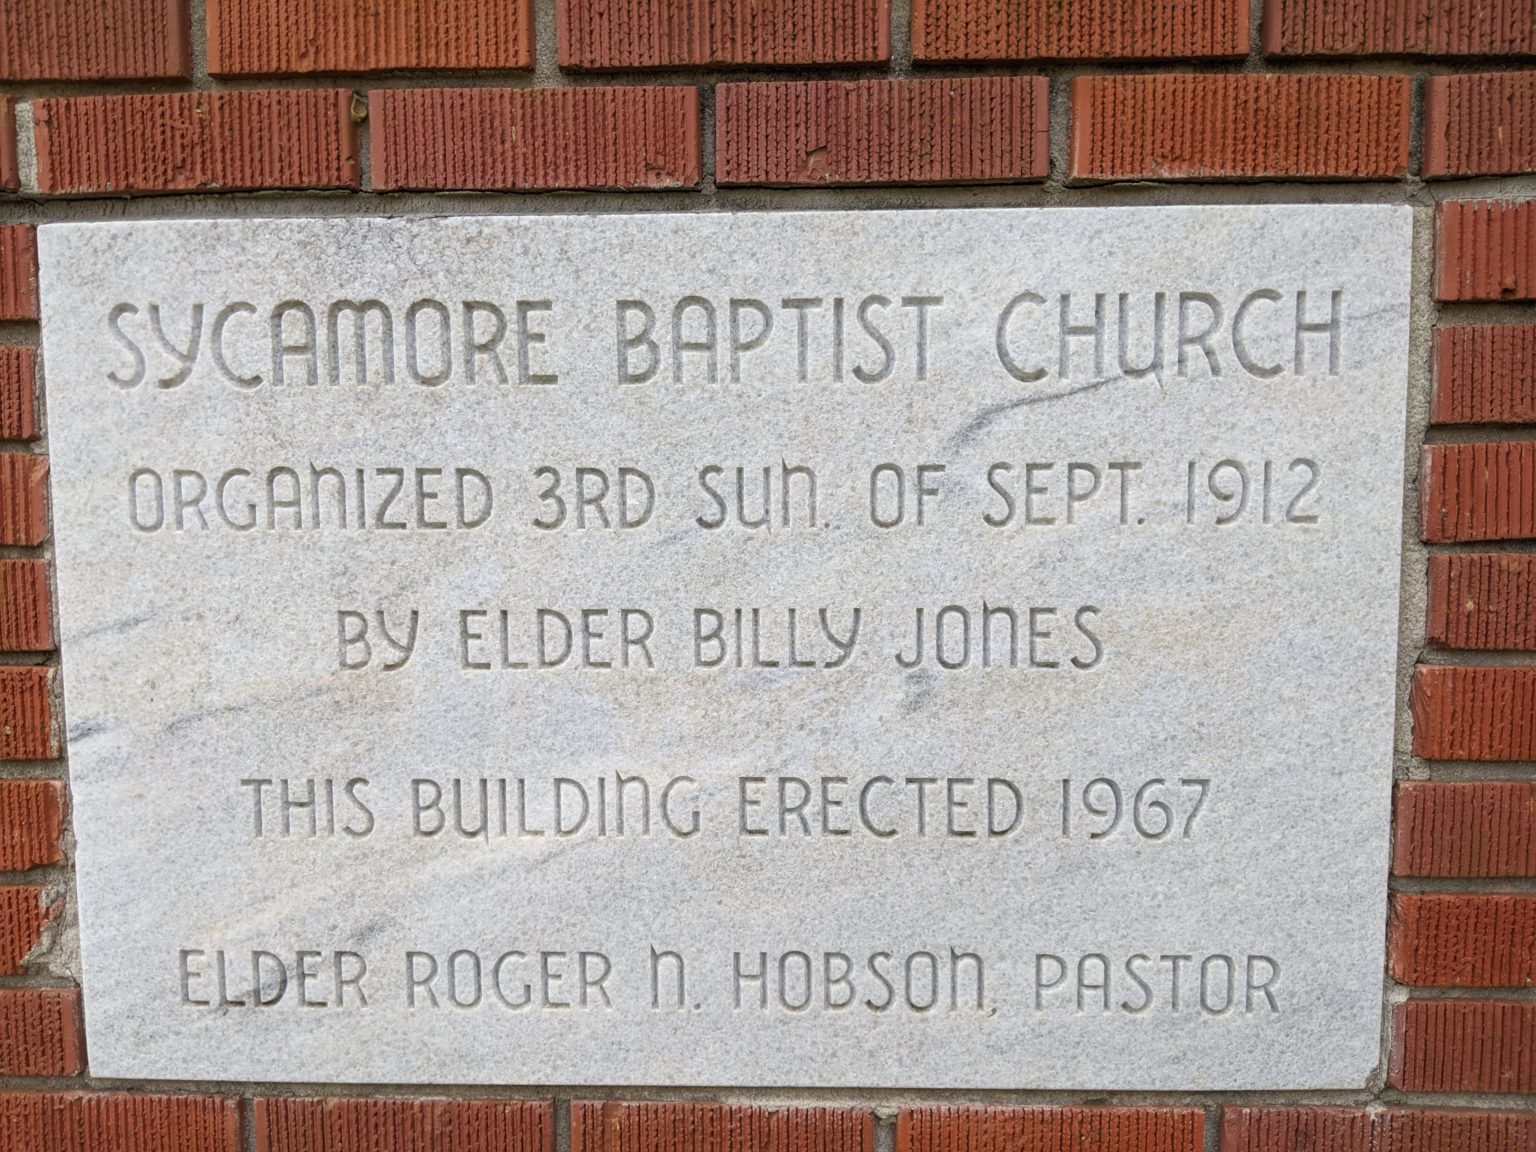 SYCAMORE BAPTIST CHURCH
ORGANIZED 3RD SUN. OF SEPT. 1912
BY ELDER BILLY JONES
THIS BUILDING ERECTED 1967
ELDER ROGER N. HOBSON, PASTOR